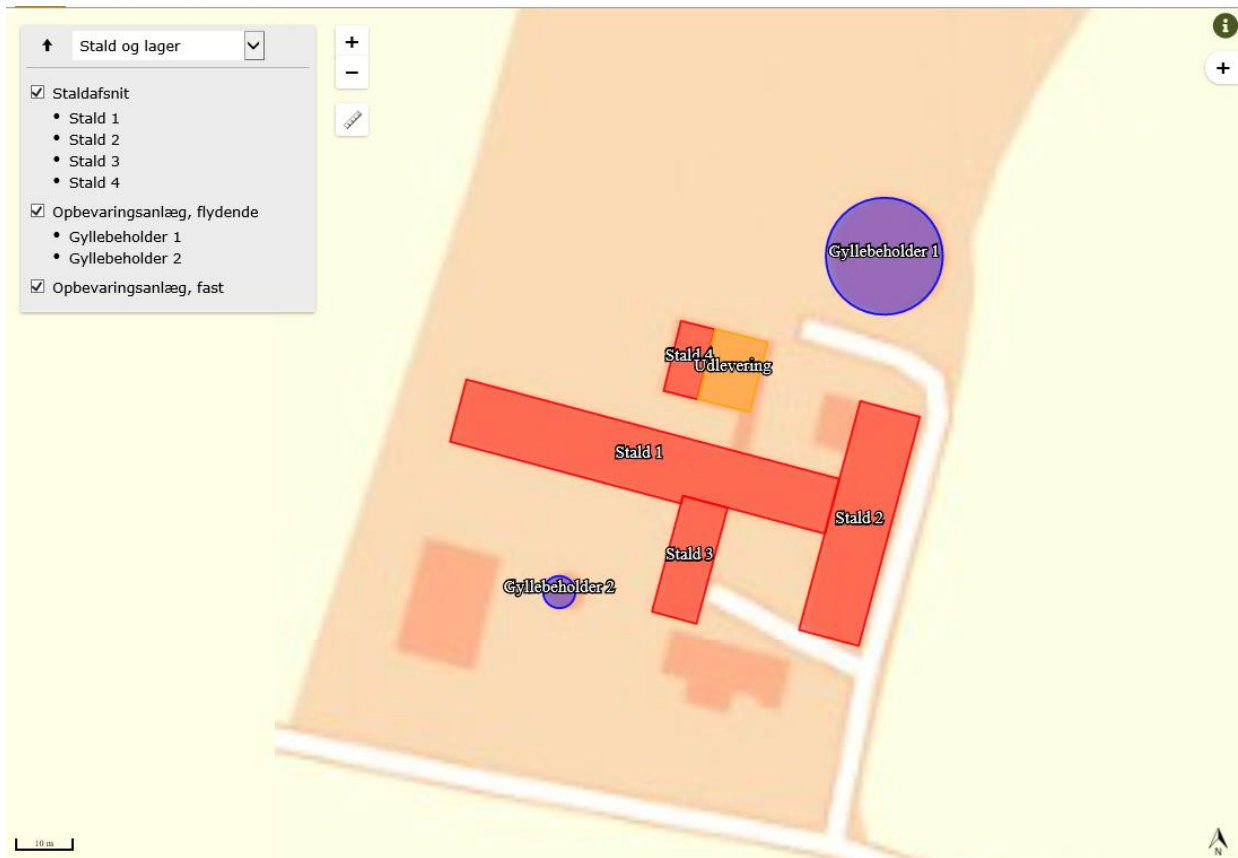 Stald og lager
Staldafsnit
Stald 1
Stald 2
Stald 3
Stald 4
Opbevaringsanlæg, flydende
Gyllebeholder 1
Gyllebeholder 2
Opbevaringsanlæg, fast
+
−
i
+
Gyllebeholder 1
Stald 4
Udlevering
Stald 1
Stald 2
Stald 3
Gyllebeholder 2
10 m
N